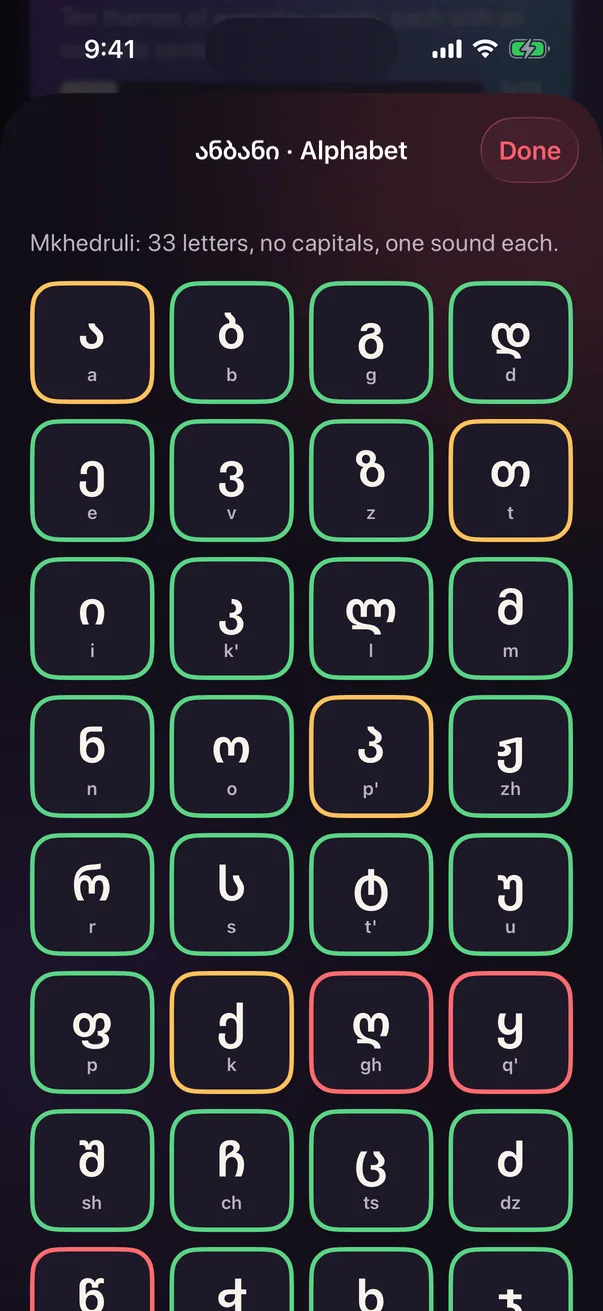 9:41
ანბანი · Alphabet
Done
Mkhedruli: 33 letters, no capitals, one sound each.
ა ბ გ დ
a b g d
ე ვ ზ თ
e v z t
ი კ ლ მ
i k' l m
ნ ო პ ჟ
n o p' zh
რ ს ტ უ
r s t' u
ფ ქ ღ ყ
p k gh q'
შ ჩ ც ძ
sh ch ts dz
წ ჭ ხ ჯ